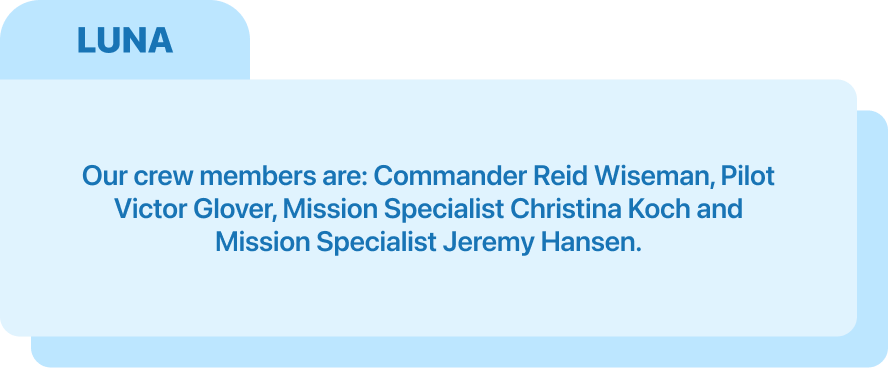 LUNA
Our crew members are: Commander Reid Wiseman, Pilot
Victor Glover, Mission Specialist Christina Koch and
Mission Specialist Jeremy Hansen.